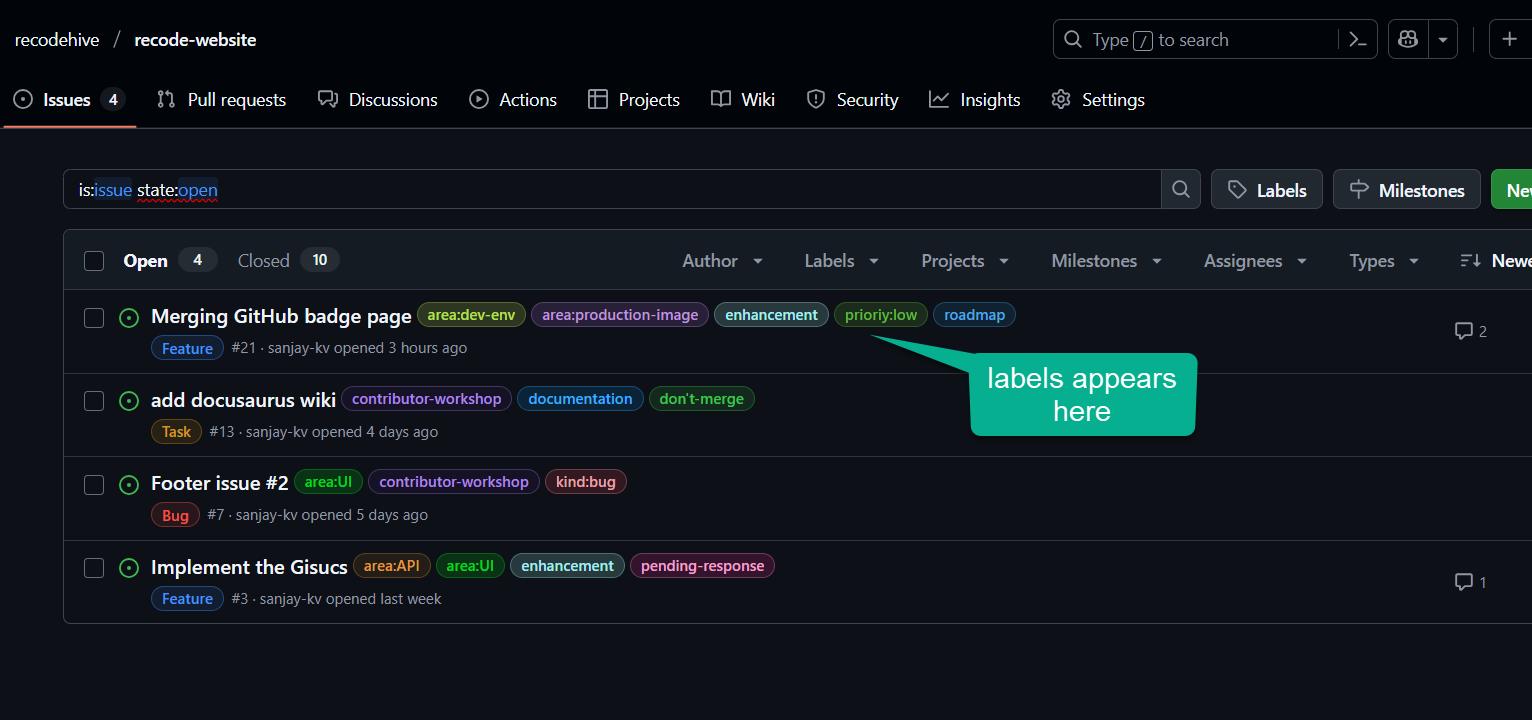 recodehive / recode-website
Type / to search
Issues 4 Pull requests Discussions Actions Projects Wiki Security Insights Settings
is:issue state:open
Labels Milestones
Open 4 Closed 10 Author Labels Projects Milestones Assignees Types
Merging GitHub badge page area:dev-env area:production-image enhancement prioriy:low roadmap
Feature #21 · sanjay-kv opened 3 hours ago
2
labels appears
here
add docusaurus wiki contributor-workshop documentation don't-merge
Task #13 · sanjay-kv opened 4 days ago
Footer issue #2 area:UI contributor-workshop kind:bug
Bug #7 · sanjay-kv opened 5 days ago
Implement the Gisucs area:API area:UI enhancement pending-response
Feature #3 · sanjay-kv opened last week
1